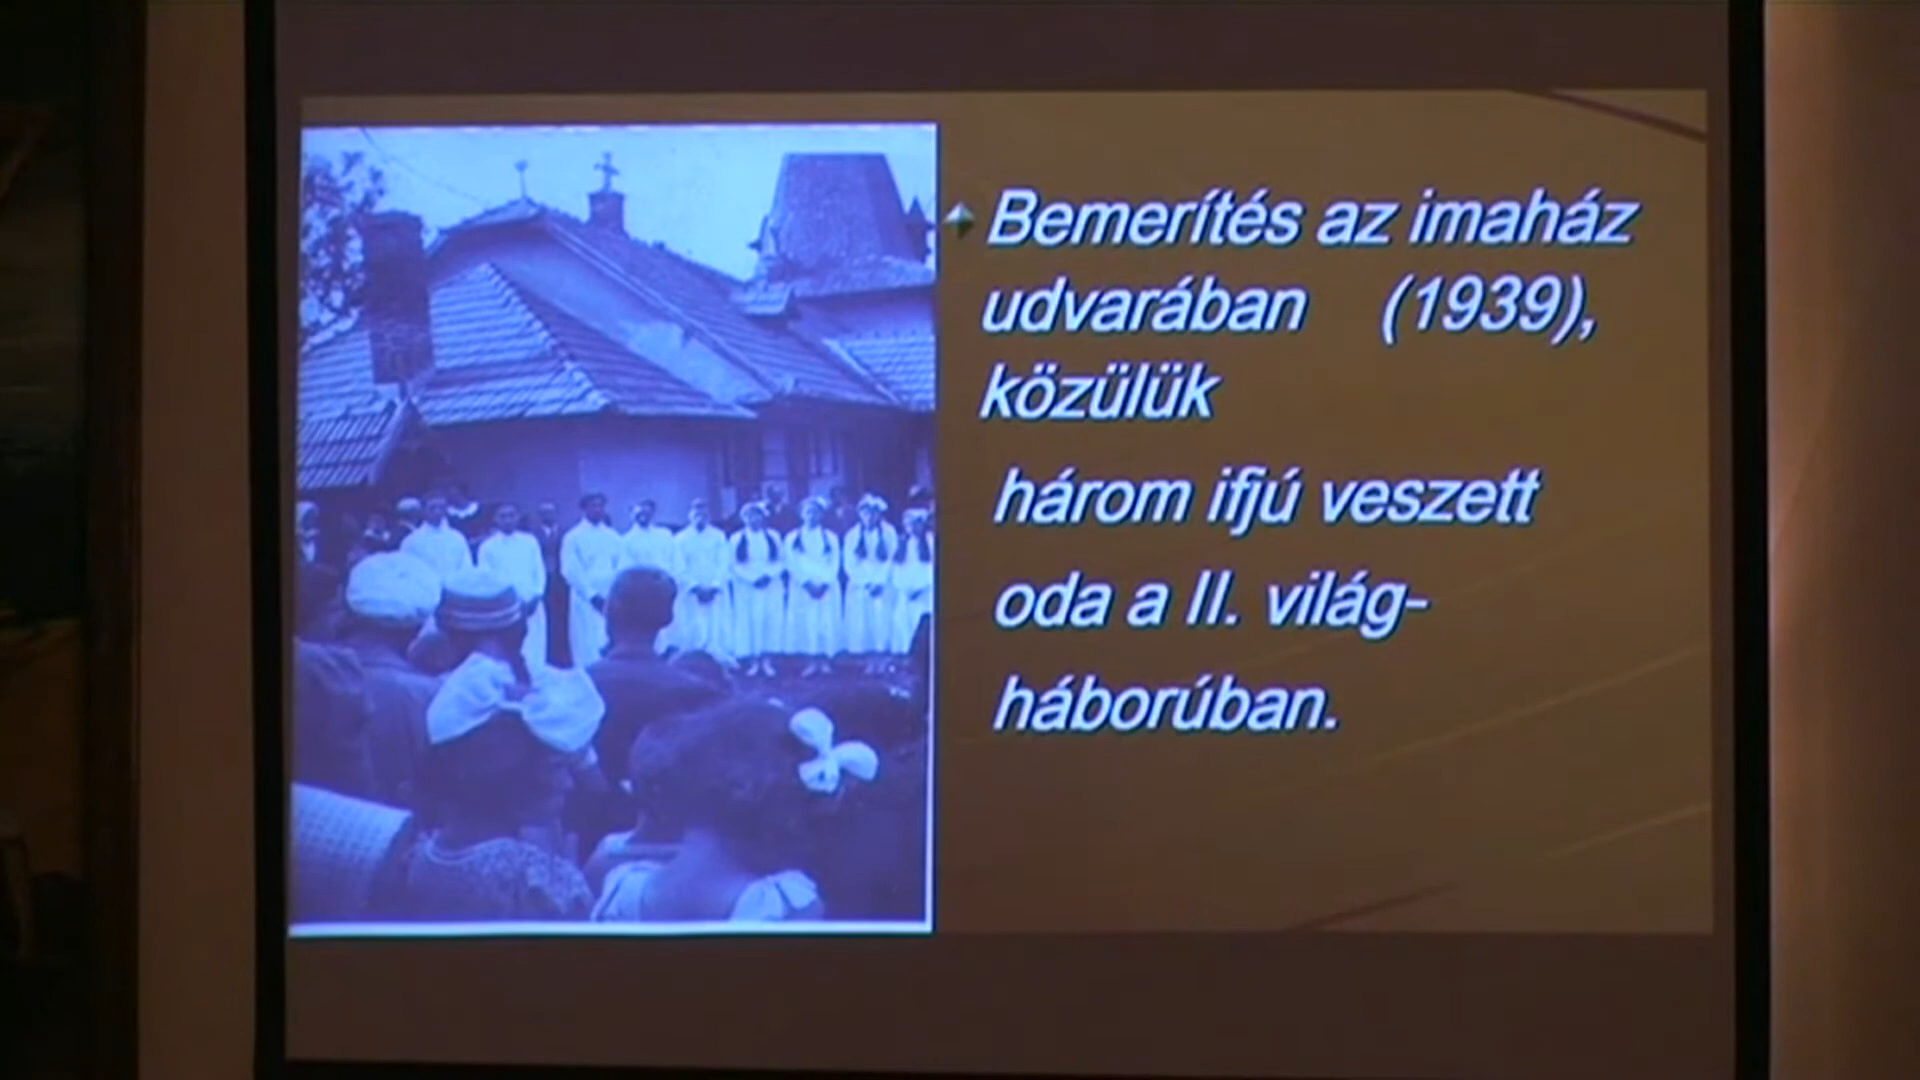 Bemerítés az imaház
udvarában (1939),
közülük
három ifjú veszett
oda a II. világ-
háborúban.